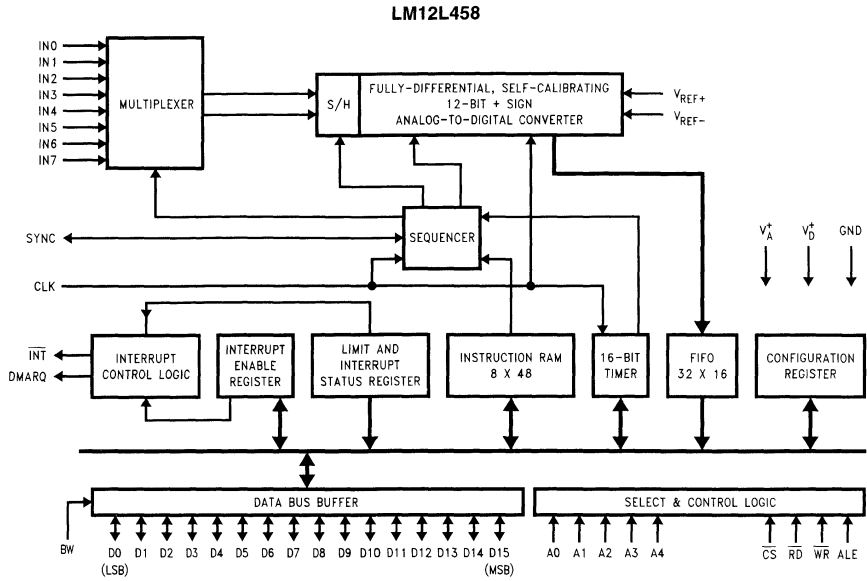 LM12L458
IN0
IN1
IN2
IN3
IN4
IN5
IN6
IN7
MULTIPLEXER
S/H
FULLY-DIFFERENTIAL, SELF-CALIBRATING
12-BIT + SIGN
ANALOG-TO-DIGITAL CONVERTER
VREF+
VREF-
SYNC
SEQUENCER
V+A
V+D
GND
CLK
INT
DMARQ
INTERRUPT
CONTROL LOGIC
INTERRUPT
ENABLE
REGISTER
LIMIT AND
INTERRUPT
STATUS REGISTER
INSTRUCTION RAM
8 X 48
16-BIT
TIMER
FIFO
32 X 16
CONFIGURATION
REGISTER
DATA BUS BUFFER
SELECT & CONTROL LOGIC
BW
D0 D1 D2 D3 D4 D5 D6 D7 D8 D9 D10 D11 D12 D13 D14 D15
(LSB) (MSB)
A0 A1 A2 A3 A4
CS RD WR ALE